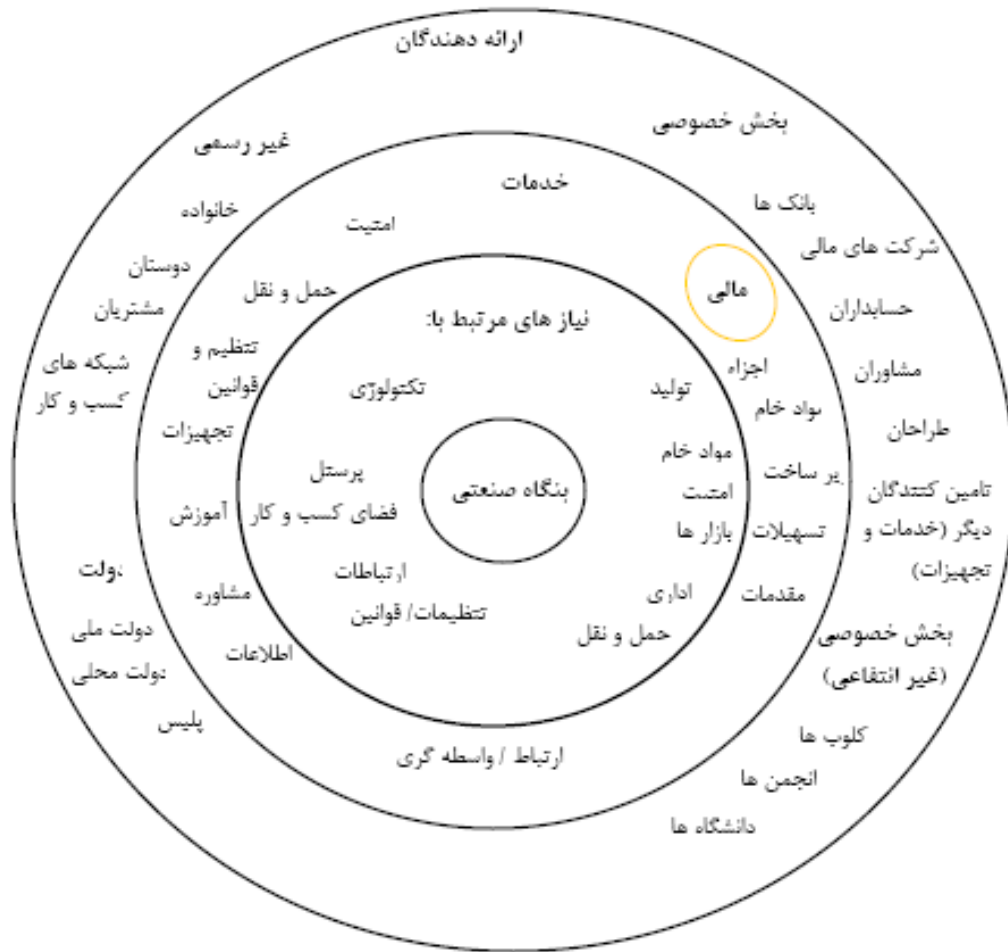 ارائه دهندگان
بخش خصوصی
بانک ها
شرکت های مالی
حسابداران
مشاوران
طراحان
تامین کنندگان
دیگر (خدمات و
تجهیزات)
بخش خصوصی
(غیر انتفاعی)
کلوب ها
انجمن ها
دانشگاه ها
غیر رسمی
خانواده
دوستان
مشتریان
شبکه های
کسب و کار
دولت
دولت ملی
دولت محلی
پلیس
خدمات
امنیت
حمل و نقل
تنظیم و
قوانین
تجهیزات
آموزش
مشاوره
اطلاعات
ارتباط / واسطه گری
مالی
اجزاء
مواد خام
زیر ساخت
تسهیلات
مقدمات
نیاز های مرتبط با:
تکنولوژی
تولید
پرسنل
مواد خام
فضای کسب و کار
امنیت
بازار ها
ارتباطات
اداری
تنظیمات/ قوانین
حمل و نقل
بنگاه صنعتی